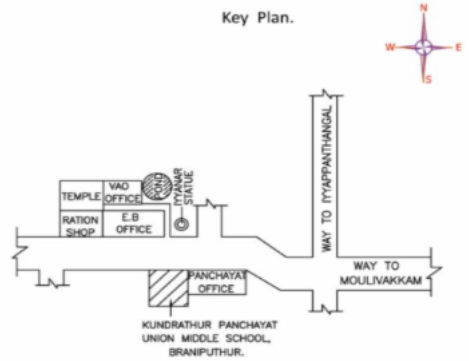 Key Plan.
N
W
E
S
WAY TO IYYAPPANTHANGAL
POND
IYYANAR
STATUE
TEMPLE
VAO
OFFICE
RATION
SHOP
E.B
OFFICE
WAY TO
MOULIVAKKAM
PANCHAYAT
OFFICE
KUNDRATHUR PANCHAYAT
UNION MIDDLE SCHOOL,
BRANIPUTHUR.